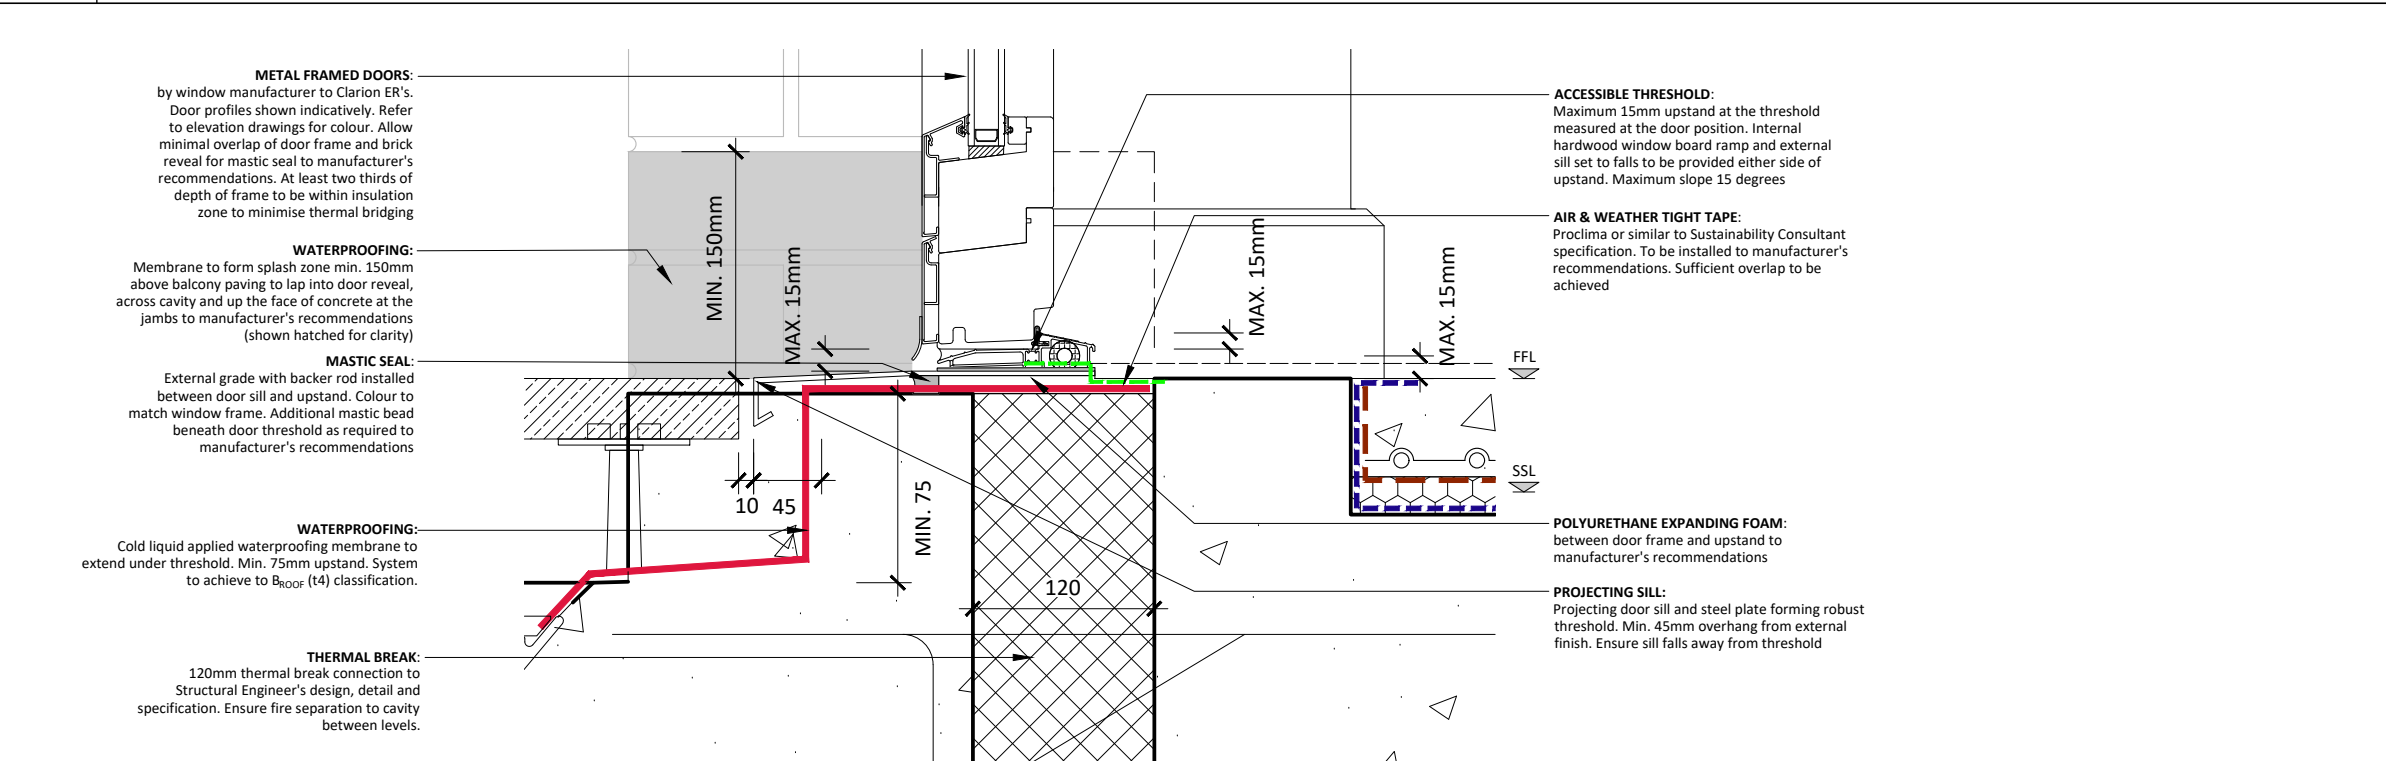 METAL FRAMED DOORS:
by window manufacturer to Clarion ER's.
Door profiles shown indicatively. Refer
to elevation drawings for colour. Allow
minimal overlap of door frame and brick
reveal for mastic seal to manufacturer's
recommendations. At least two thirds of
depth of frame to be within insulation
zone to minimise thermal bridging
WATERPROOFING:
Membrane to form splash zone min. 150mm
above balcony paving to lap into door reveal,
across cavity and up the face of concrete at the
jambs to manufacturer's recommendations
(shown hatched for clarity)
MASTIC SEAL:
External grade with backer rod installed
between door sill and upstand. Colour to
match window frame. Additional mastic bead
beneath door threshold as required to
manufacturer's recommendations
WATERPROOFING:
Cold liquid applied waterproofing membrane to
extend under threshold. Min. 75mm upstand. System
to achieve to BROOF (t4) classification.
THERMAL BREAK:
120mm thermal break connection to
Structural Engineer's design, detail and
specification. Ensure fire separation to cavity
between levels.
MIN. 150mm
MAX. 15mm
10
45
MIN. 75
120
MAX. 15mm
MAX. 15mm
FFL
SSL
ACCESSIBLE THRESHOLD:
Maximum 15mm upstand at the threshold
measured at the door position. Internal
hardwood window board ramp and external
sill set to falls to be provided either side of
upstand. Maximum slope 15 degrees
AIR & WEATHER TIGHT TAPE:
Proclima or similar to Sustainability Consultant
specification. To be installed to manufacturer's
recommendations. Sufficient overlap to be
achieved
POLYURETHANE EXPANDING FOAM:
between door frame and upstand to
manufacturer's recommendations
PROJECTING SILL:
Projecting door sill and steel plate forming robust
threshold. Min. 45mm overhang from external
finish. Ensure sill falls away from threshold